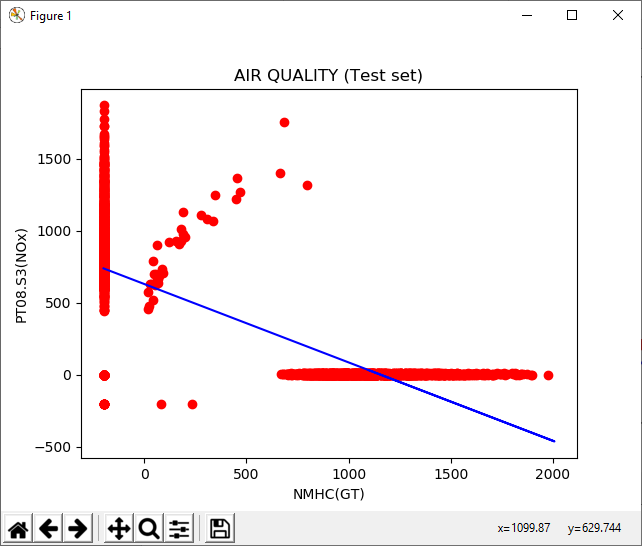 Figure 1
AIR QUALITY (Test set)
1500
1000
500
0
−500
PT08.S3(NOx)
0 500 1000 1500 2000
NMHC(GT)
x=1099.87 y=629.744